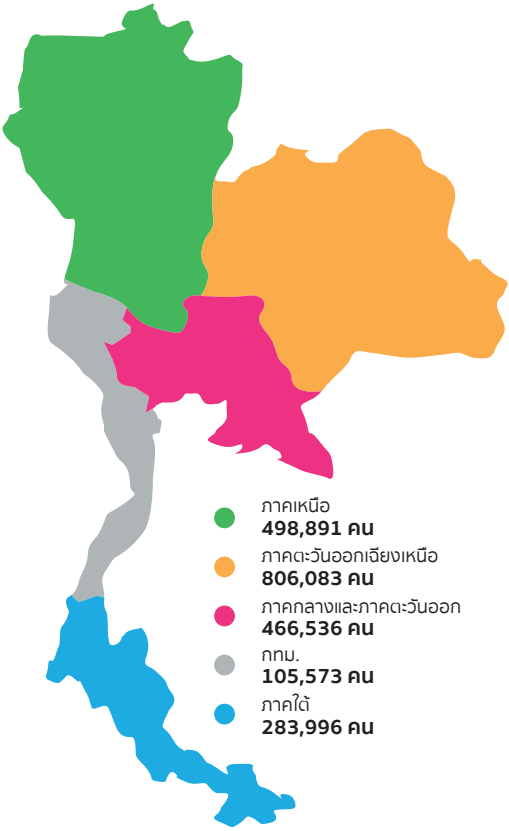 ภาคเหนือ
498,891 คน
ภาคตะวันออกเฉียงเหนือ
806,083 คน
ภาคกลางและภาคตะวันออก
466,536 คน
กทม.
105,573 คน
ภาคใต้
283,996 คน